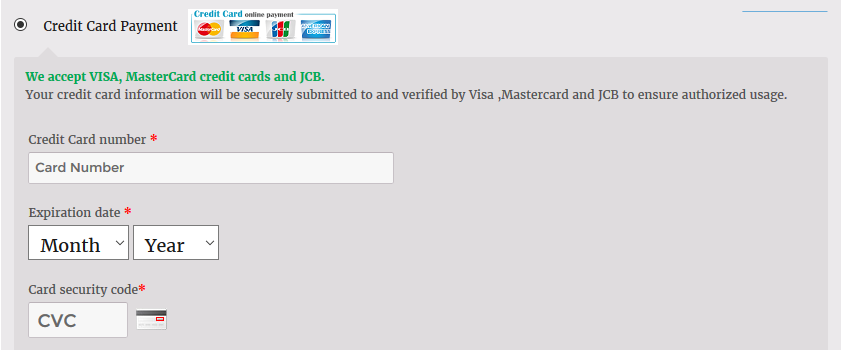 Credit Card Payment
Credit Card online payment
MasterCard VISA JCB AMERICAN EXPRESS
We accept VISA, MasterCard credit cards and JCB.
Your credit card information will be securely submitted to and verified by Visa ,Mastercard and JCB to ensure authorized usage.
Credit Card number *
Card Number
Expiration date *
Month Year
Card security code*
CVC